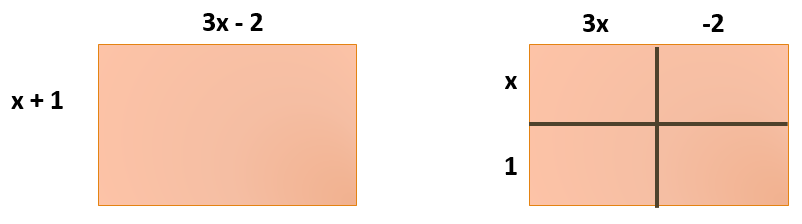 3x - 2
x + 1
3x -2
x
1